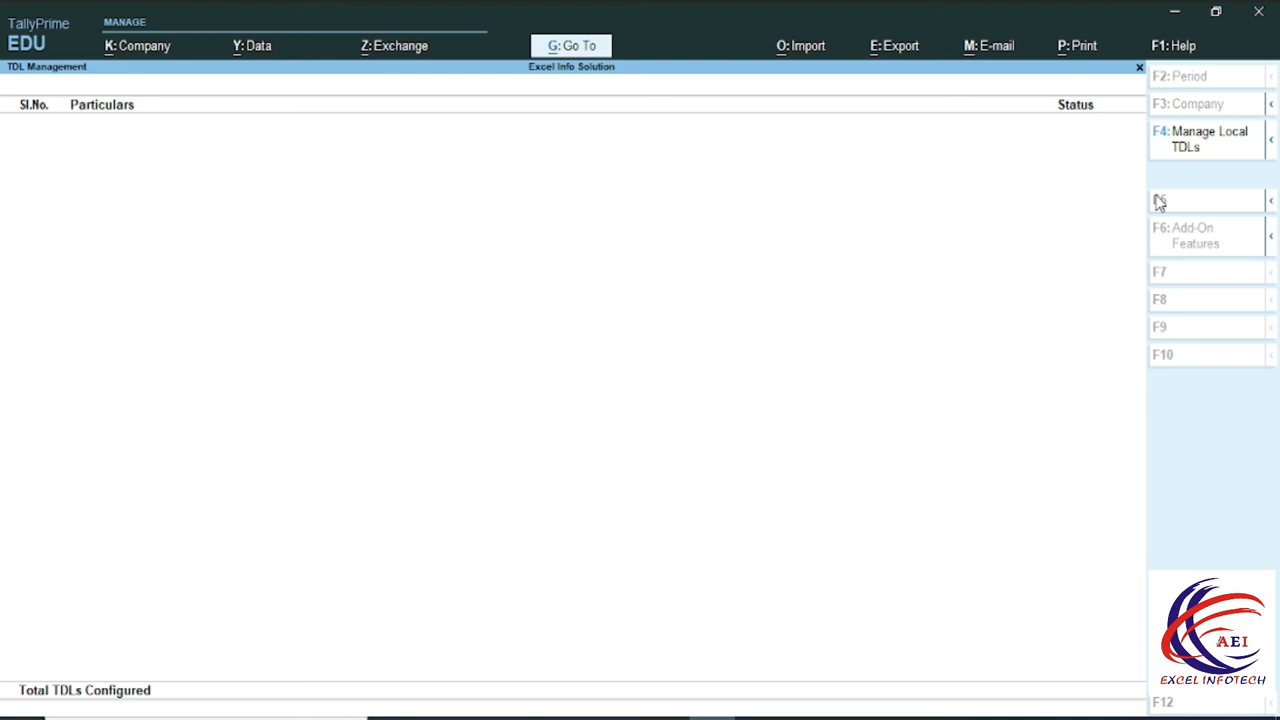 TallyPrime
EDU
MANAGE
K: Company
Y: Data
Z: Exchange
G: Go To
O: Import
E: Export
M: E-mail
P: Print
F1: Help
TDL Management
Excel Info Solution
Sl.No.
Particulars
Status
F2: Period
F3: Company
F4: Manage Local
TDLs
F6: Add-On
Features
F7
F8
F9
F10
AEI
EXCEL INFOTECH
Total TDLs Configured
F12